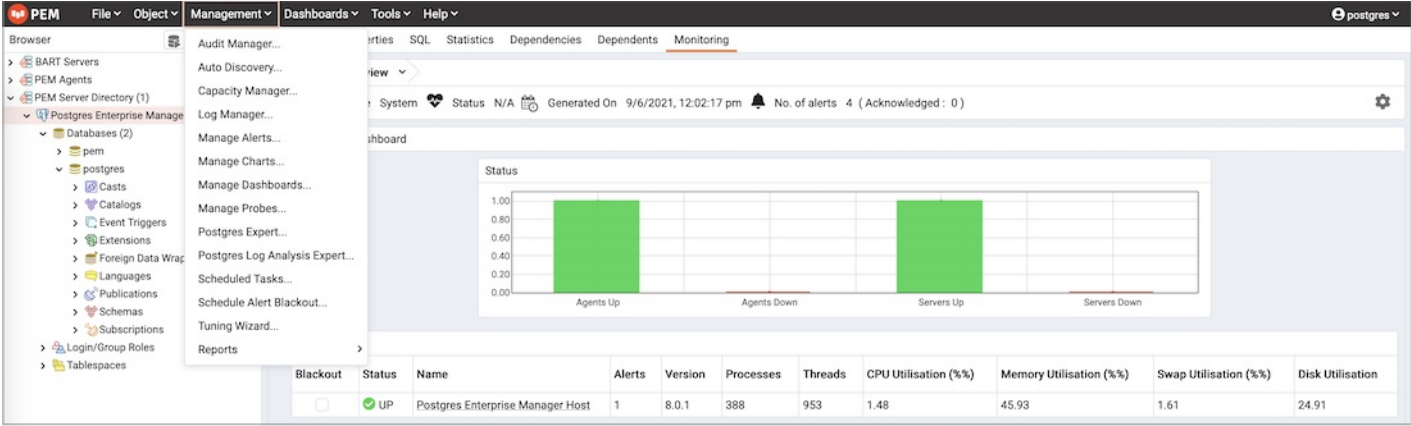 PEM File Object Management Dashboards Tools Help postgres
Browser
BART Servers
PEM Agents
PEM Server Directory (1)
Postgres Enterprise Manage
Databases (2)
pem
postgres
Casts
Catalogs
Event Triggers
Extensions
Foreign Data Wrap
Languages
Publications
Schemas
Subscriptions
Login/Group Roles
Tablespaces
Audit Manager...
Auto Discovery...
Capacity Manager...
Log Manager...
Manage Alerts...
Manage Charts...
Manage Dashboards...
Manage Probes...
Postgres Expert...
Postgres Log Analysis Expert...
Scheduled Tasks...
Schedule Alert Blackout...
Tuning Wizard...
Reports
erties SQL Statistics Dependencies Dependents Monitoring
iew
e System Status N/A Generated On 9/6/2021, 12:02:17 pm No. of alerts 4 (Acknowledged: 0)
shboard
Status
1.00
0.80
0.60
0.40
0.20
0.00
Agents Up Agents Down Servers Up Servers Down
Blackout Status Name Alerts Version Processes Threads CPU Utilisation (%%) Memory Utilisation (%%) Swap Utilisation (%%) Disk Utilisation
UP Postgres Enterprise Manager Host 1 8.0.1 388 953 1.48 45.93 1.61 24.91